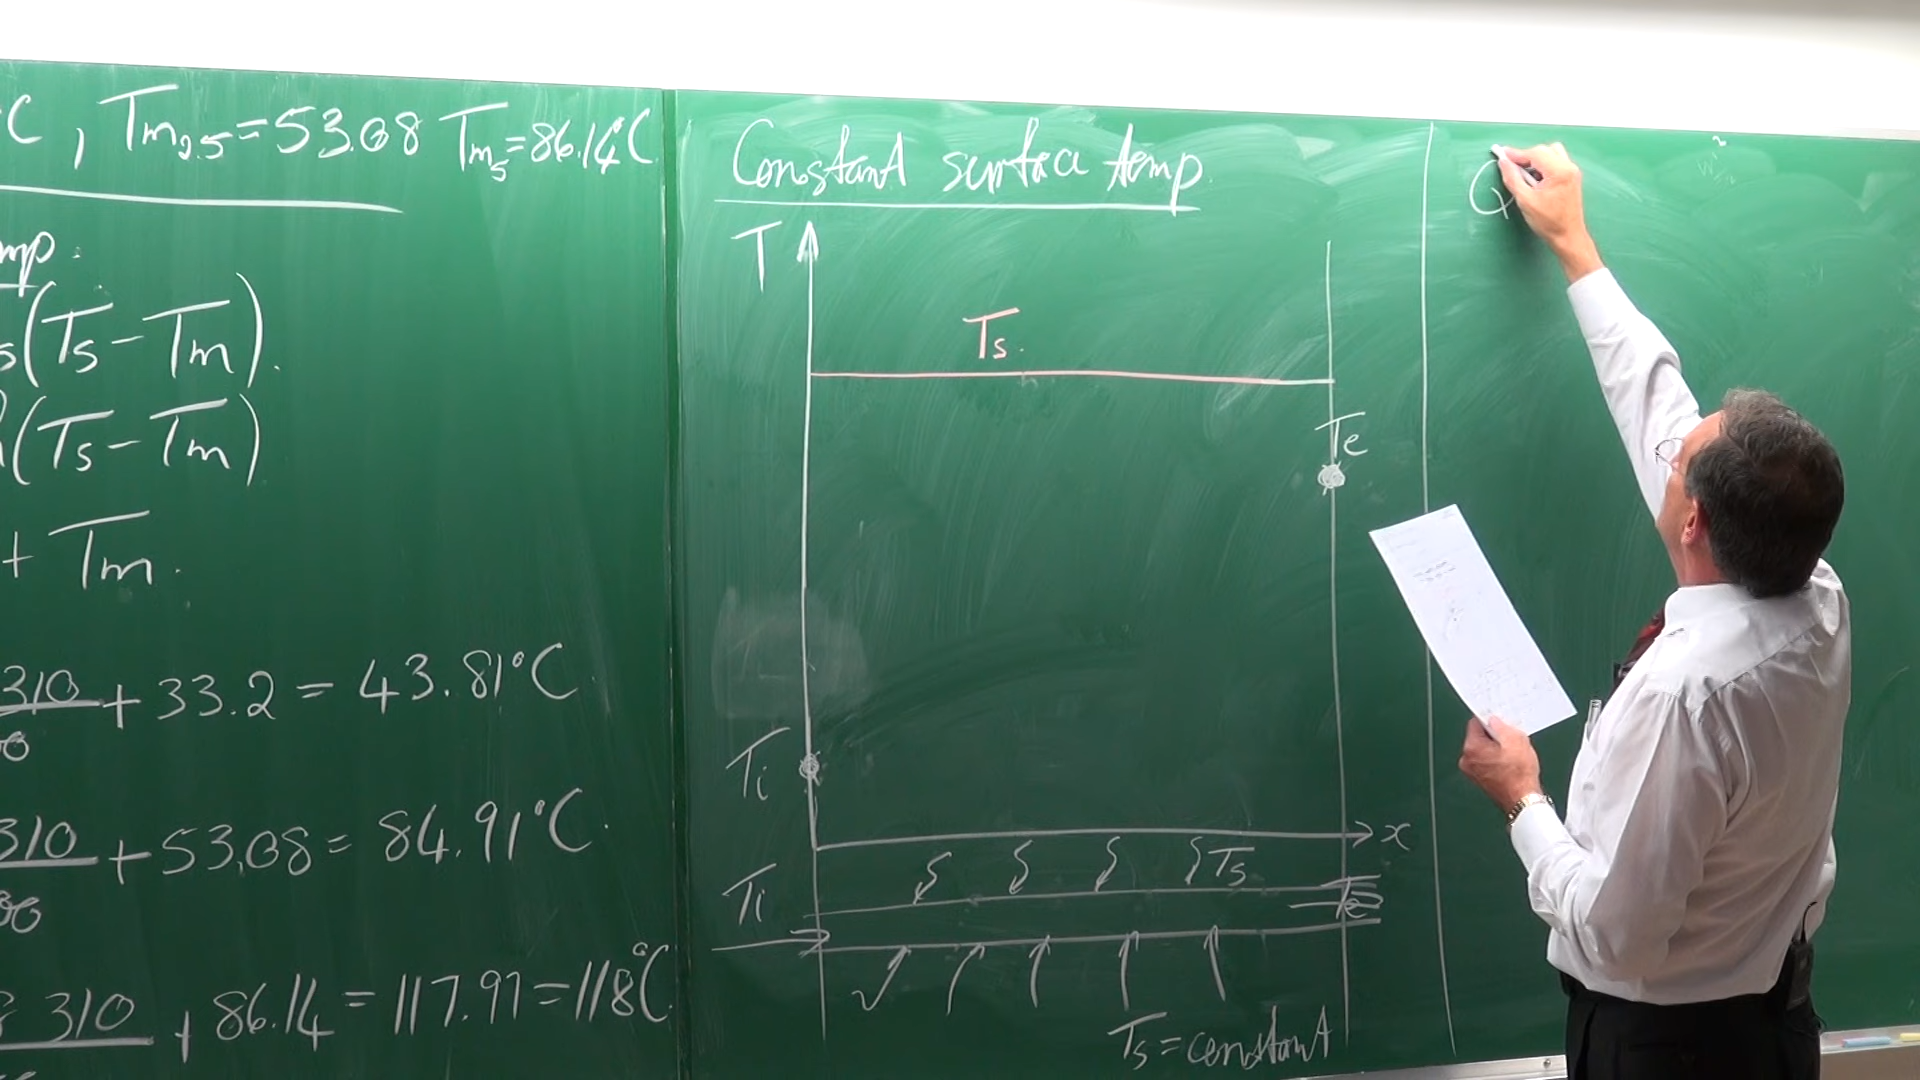 °C , Tm2.5=53.08 Tm5=86.14°C
mp.
s(Ts-Tm).
(Ts-Tm)
+ Tm.
310 + 33.2 = 43.81°C
310 + 53.08 = 84.91°C.
310 + 86.14 = 117.97 = 118°C
Constant surface temp.
T
Ts.
Te
Ti
x
Ts
Ti
Te
Ts = constant
Q